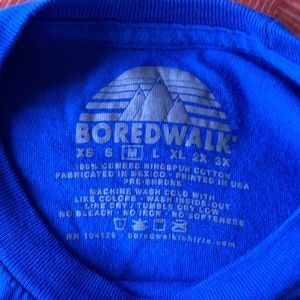 BOREDWALK
XS S M L XL 2X 3X
100% COMBED RINGSPUN COTTON
FABRICATED IN MEXICO • PRINTED IN USA
PRE-SHRUNK
MACHINE WASH COLD WITH
LIKE COLORS • WASH INSIDE-OUT
LINE DRY / TUMBLE DRY LOW
NO BLEACH • NO IRON • NO SOFTENERS
RN 104126 • boredwalktshirts.com